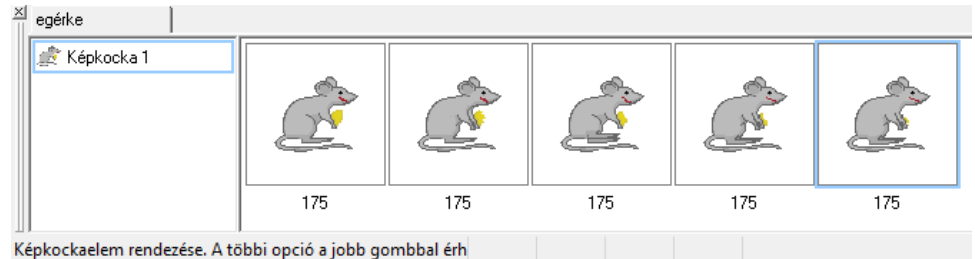 egérke
Képkocka 1
175 175 175 175 175
Képkockaelem rendezése. A többi opció a jobb gombbal érh